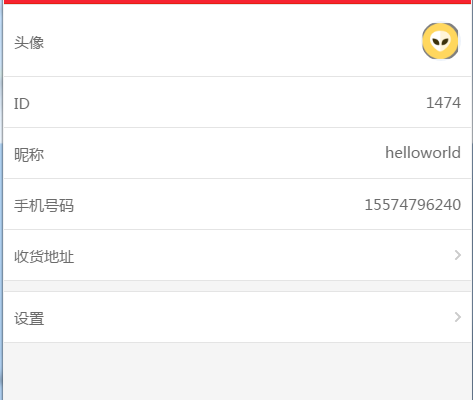 头像
ID 1474
昵称 helloworld
手机号码 15574796240
收货地址
设置